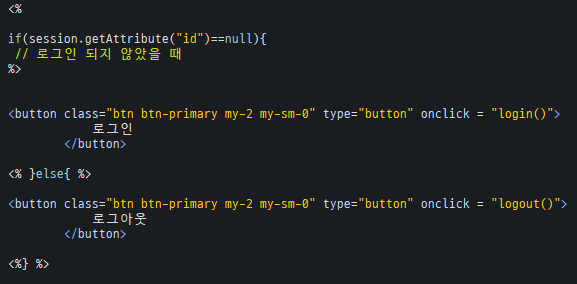 <%
if(session.getAttribute("id")==null){
// 로그인 되지 않았을 때
%>
<button class="btn btn-primary my-2 my-sm-0" type="button" onclick = "login()">
로그인
</button>
<% }else{ %>
<button class="btn btn-primary my-2 my-sm-0" type="button" onclick = "logout()">
로그아웃
</button>
<%} %>